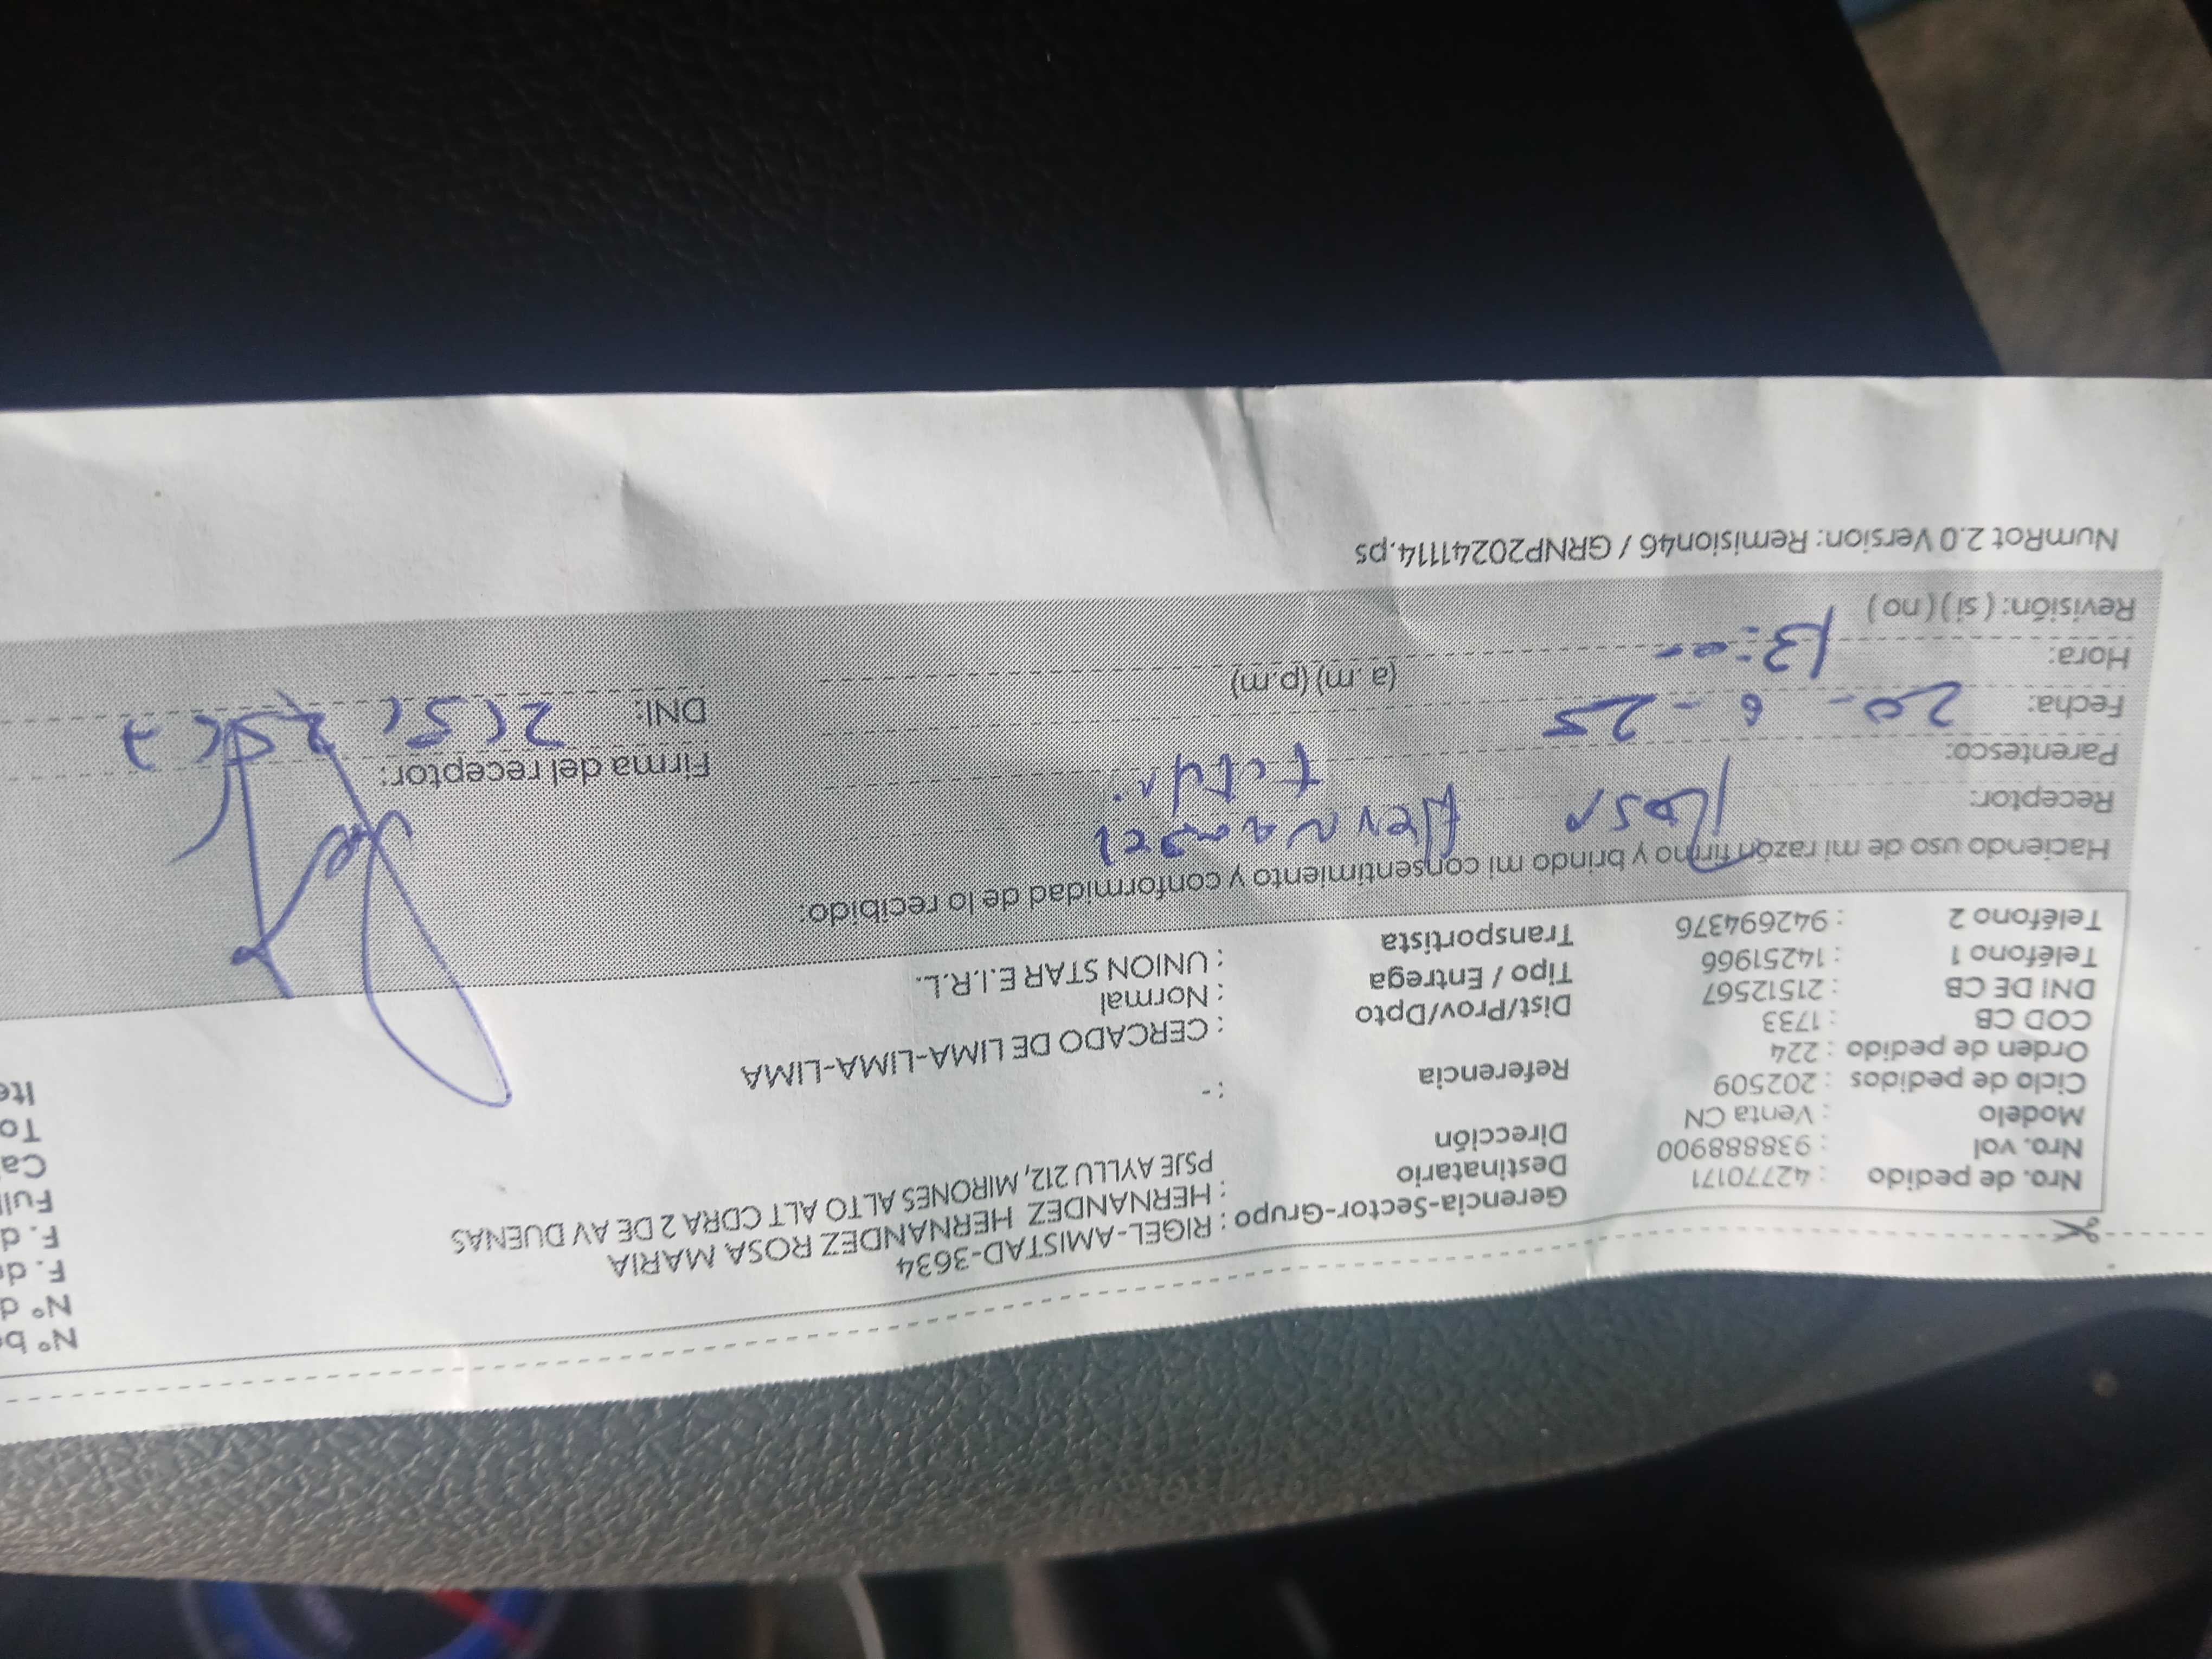 Nro. de pedido : 42770171
Nro. vol : 938888900
Modelo : Venta CN
Ciclo de pedidos : 202509
Orden de pedido : 224
COD CB : 1733
DNI DE CB : 21512567
Teléfono 1 : 14251966
Teléfono 2 : 942694376
Gerencia-Sector-Grupo : RIGEL-AMISTAD-3634
Destinatario : HERNANDEZ HERNANDEZ ROSA MARIA
Dirección PSJE AYLLU 212, MIRONES ALTO ALT CDRA 2 DE AV DUENAS
Referencia : -
Dist/Prov/Dpto : CERCADO DE LIMA-LIMA-LIMA
Tipo / Entrega : Normal
Transportista : UNION STAR E.I.R.L.
N° b
N° d
F. de
F. d
Ca
To
Ite
Haciendo uso de mi razón firmo y brindo mi consentimiento y conformidad de lo recibido:
Receptor: Rosa
Parentesco:
Fecha: 20-6-25
Hora: 13:00 (a.m) (p.m)
Revisión: ( si ) ( no )
Firma del receptor:
DNI:
NumRot 2.0 Version: Remision46 / GRNP20241114.ps